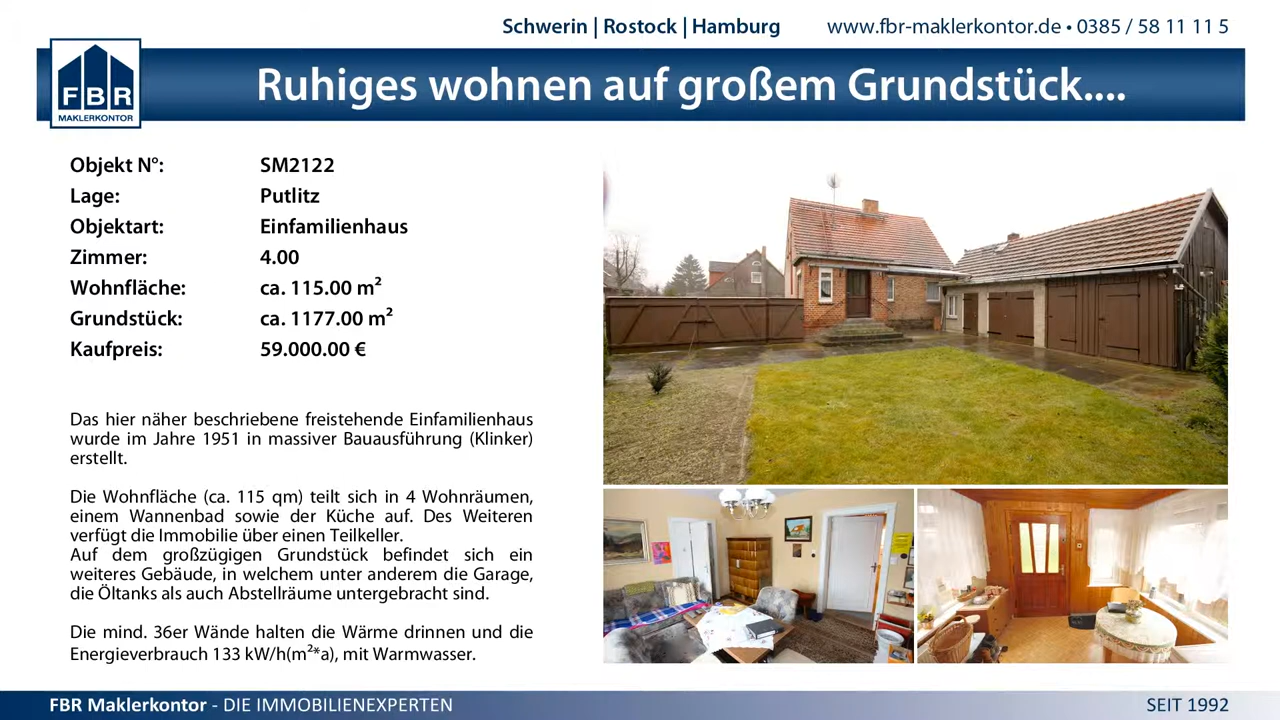 Schwerin | Rostock | Hamburg www.fbr-maklerkontor.de • 0385 / 58 11 11 5
FBR
MAKLERKONTOR
Ruhiges wohnen auf großem Grundstück....
Objekt N°: SM2122
Lage: Putlitz
Objektart: Einfamilienhaus
Zimmer: 4.00
Wohnfläche: ca. 115.00 m²
Grundstück: ca. 1177.00 m²
Kaufpreis: 59.000.00 €
Das hier näher beschriebene freistehende Einfamilienhaus
wurde im Jahre 1951 in massiver Bauausführung (Klinker)
erstellt.
Die Wohnfläche (ca. 115 qm) teilt sich in 4 Wohnräumen,
einem Wannenbad sowie der Küche auf. Des Weiteren
verfügt die Immobilie über einen Teilkeller.
Auf dem großzügigen Grundstück befindet sich ein
weiteres Gebäude, in welchem unter anderem die Garage,
die Öltanks als auch Abstellräume untergebracht sind.
Die mind. 36er Wände halten die Wärme drinnen und die
Energieverbrauch 133 kW/h(m²*a), mit Warmwasser.
FBR Maklerkontor - DIE IMMOBILIENEXPERTEN SEIT 1992